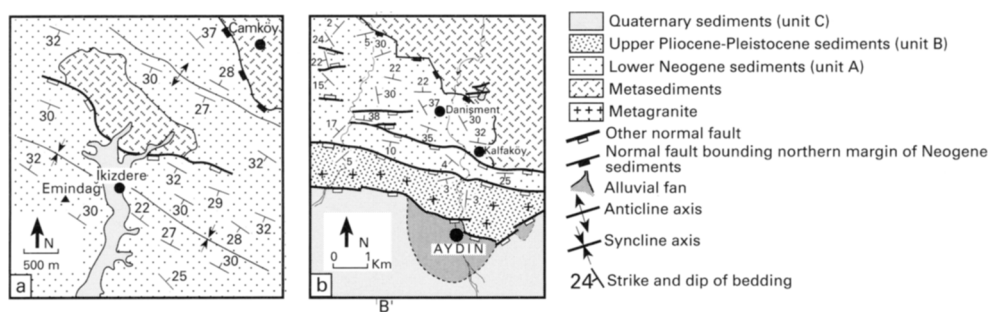 32
37
Çamköy
30
28
27
30
32
32
İkizdere
32
Emindağ
30
22
29
27
28
30
25
N
500 m
a
2
24
5
30
22
22
22
15
30
37
Danişment
38
30
17
32
35
Kalfaköy
10
5
4
25
3
3
AYDIN
N
0 1
Km
b
B'
Quaternary sediments (unit C)
Upper Pliocene-Pleistocene sediments (unit B)
Lower Neogene sediments (unit A)
Metasediments
Metagranite
Other normal fault
Normal fault bounding northern margin of Neogene
sediments
Alluvial fan
Anticline axis
Syncline axis
24 Strike and dip of bedding